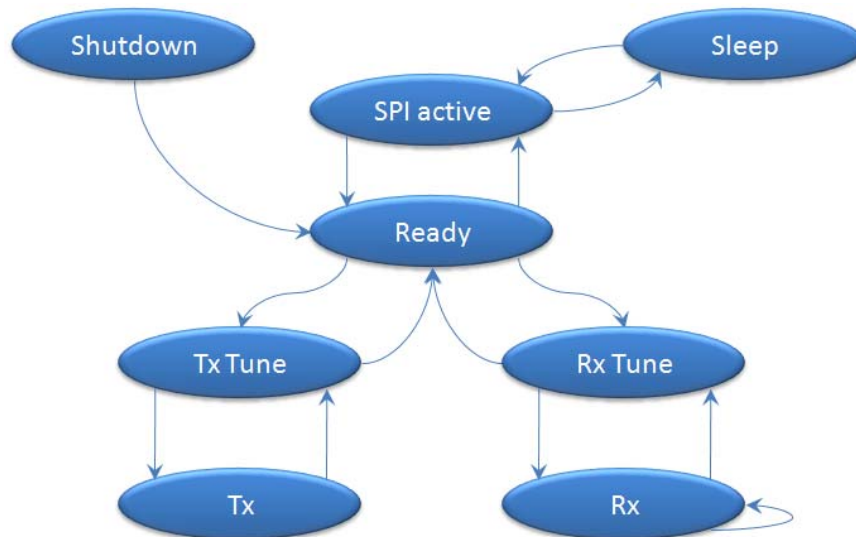 Shutdown
Sleep
SPI active
Ready
Tx Tune
Rx Tune
Tx
Rx